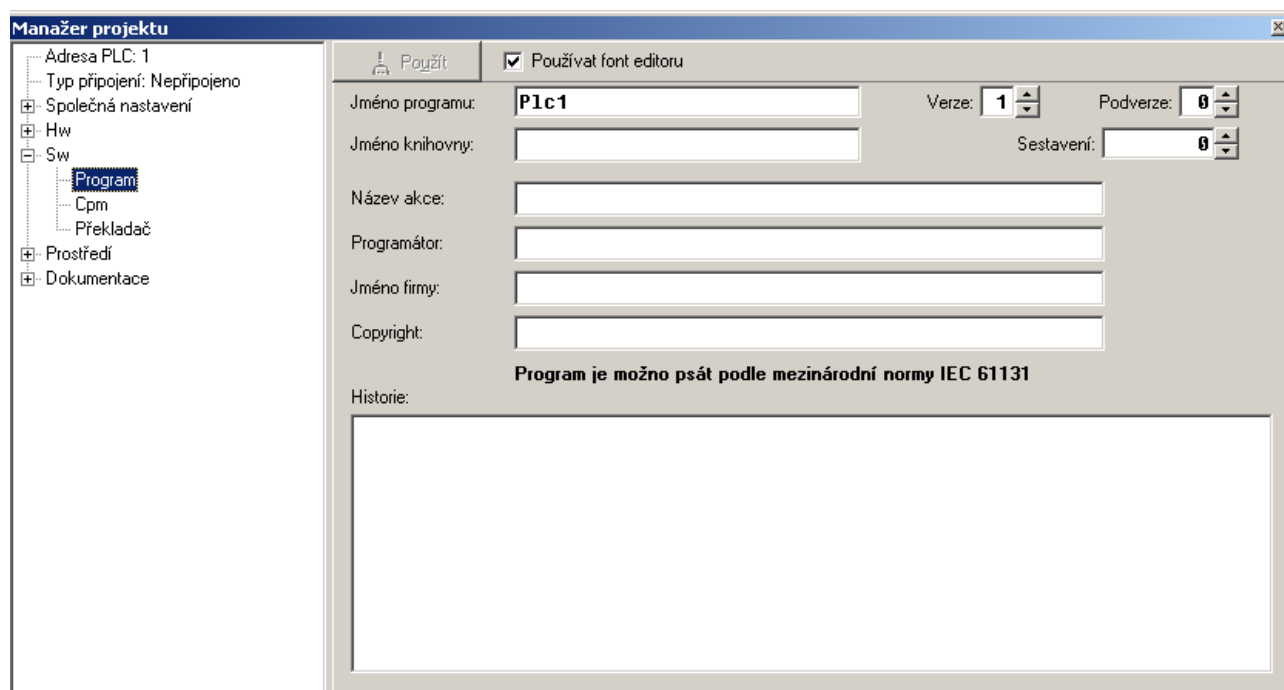 Manažer projektu
Adresa PLC: 1
Typ připojení: Nepřipojeno
Společná nastavení
Hw
Sw
Program
Cpm
Překladač
Prostředí
Dokumentace
Použít
Používat font editoru
Jméno programu: Plc1 Verze: 1 Podverze: 0
Jméno knihovny: Sestavení: 0
Název akce:
Programátor:
Jméno firmy:
Copyright:
Program je možno psát podle mezinárodní normy IEC 61131
Historie: